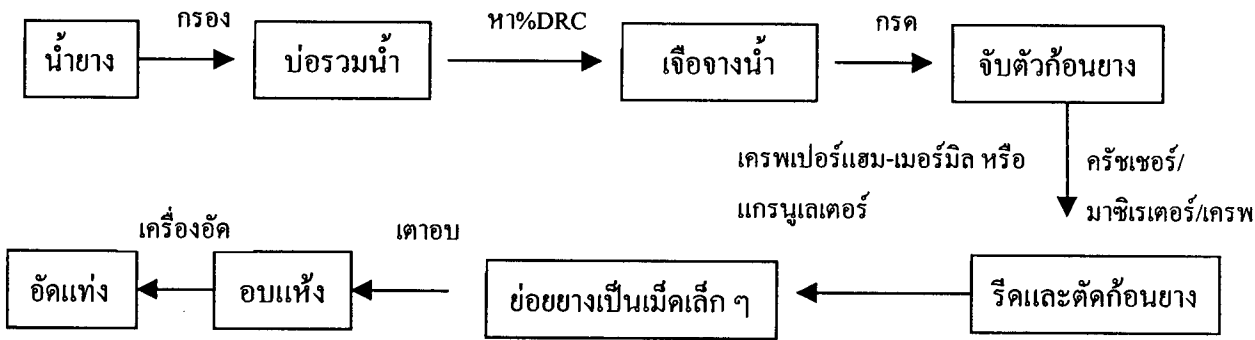 กรอง
หา%DRC
กรด
น้ำยาง
บ่อรวมน้ำ
เจือจางน้ำ
จับตัวก้อนยาง
เครพเปอร์แฮม-เมอร์มิล หรือ
แกรนูเลเตอร์
ครัชเชอร์/
มาซิเรเตอร์/เครพ
รีดและตัดก้อนยาง
ย่อยยางเป็นเม็ดเล็ก ๆ
เตาอบ
อบแห้ง
เครื่องอัด
อัดแท่ง